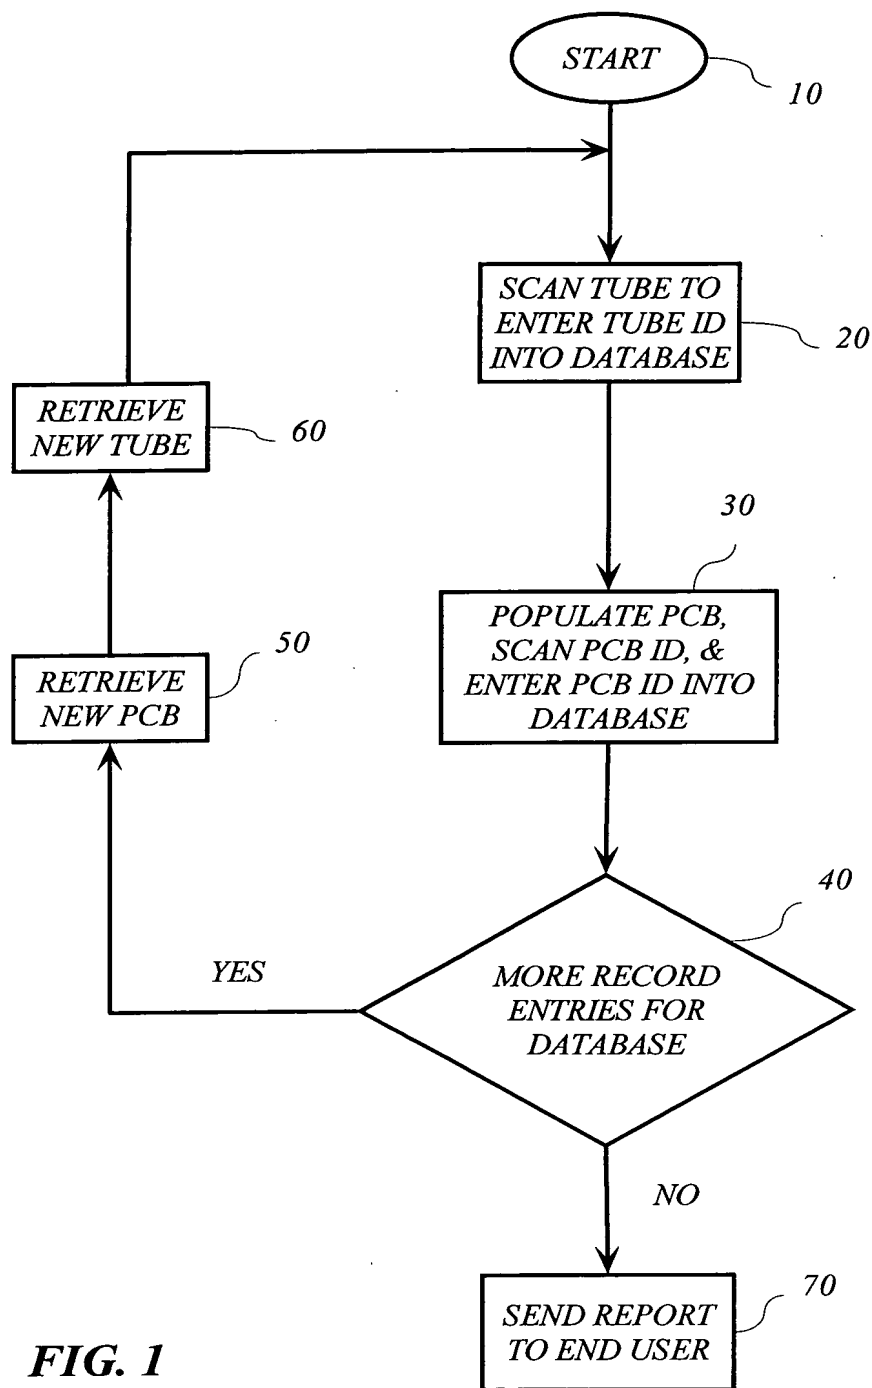 START
10
SCAN TUBE TO
ENTER TUBE ID
INTO DATABASE
20
RETRIEVE
NEW TUBE
60
30
POPULATE PCB,
SCAN PCB ID, &
ENTER PCB ID INTO
DATABASE
50
RETRIEVE
NEW PCB
40
MORE RECORD
ENTRIES FOR
DATABASE
YES
NO
70
SEND REPORT
TO END USER
FIG. 1